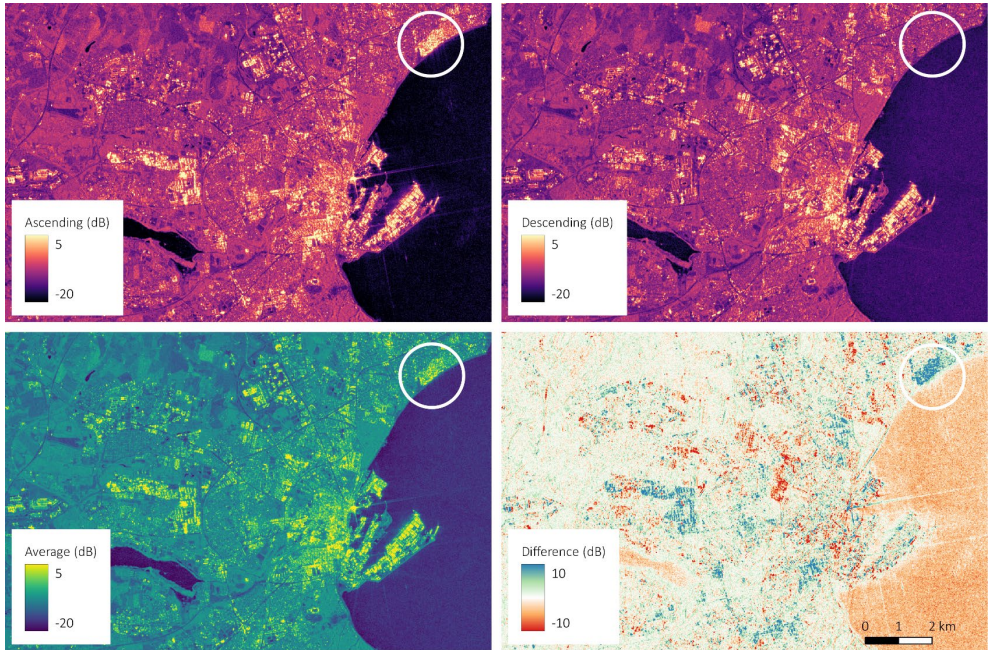 Ascending (dB)
5
-20
Descending (dB)
5
-20
Average (dB)
5
-20
Difference (dB)
10
-10
0 1 2 km